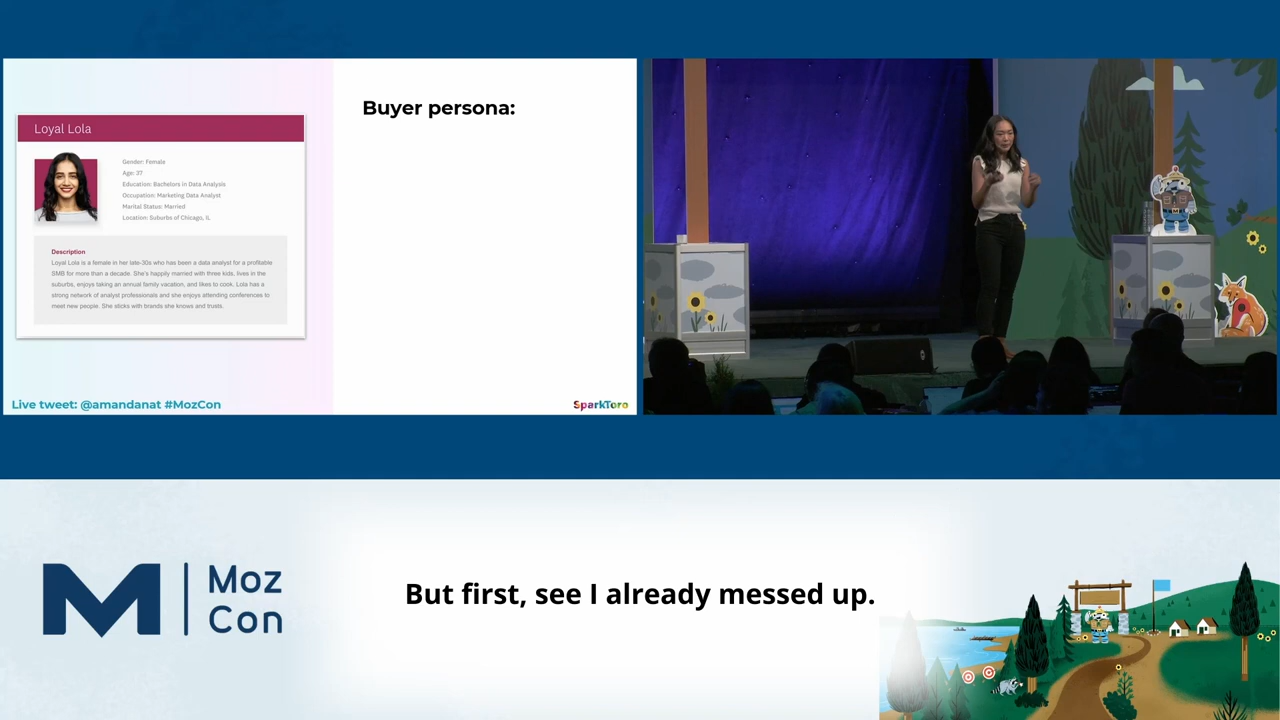 Loyal Lola
Gender: Female
Age: 37
Education: Bachelors in Data Analysis
Occupation: Marketing Data Analyst
Marital Status: Married
Location: Suburbs of Chicago, IL
Description
Loyal Lola is a female in her late-30s who has been a data analyst for a profitable
SMB for more than a decade. She's happily married with three kids, lives in the
suburbs, enjoys taking an annual family vacation, and likes to cook. Lola has a
strong network of analyst professionals and she enjoys attending conferences to
meet new people. She sticks with brands she knows and trusts.
Live tweet: @amandanat #MozCon
Buyer persona:
SparkToro
M
Moz
Con
But first, see I already messed up.